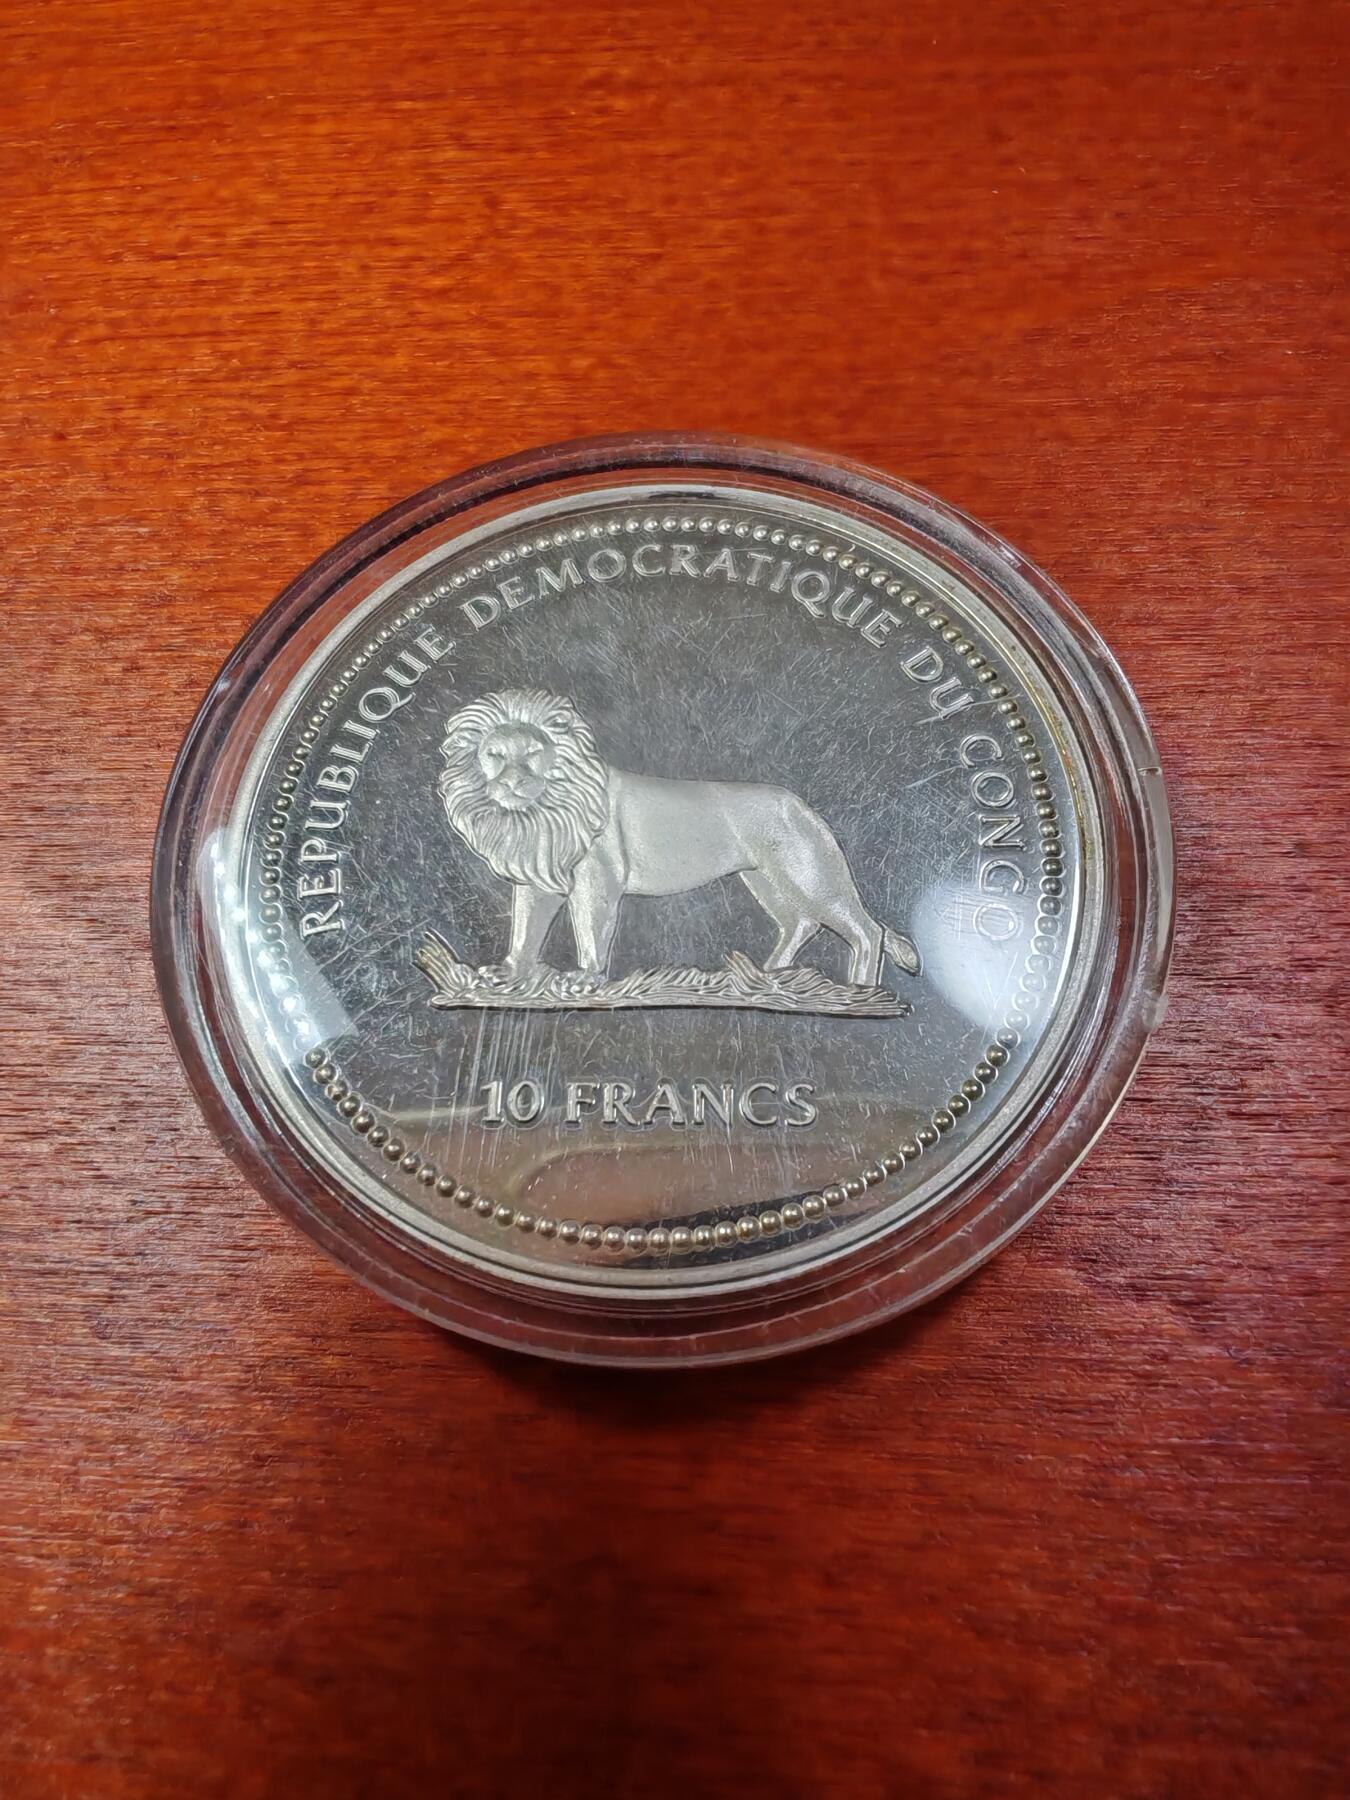 REPUBLIQUE DEMOCRATIQUE DU CONGO
10 FRANCS